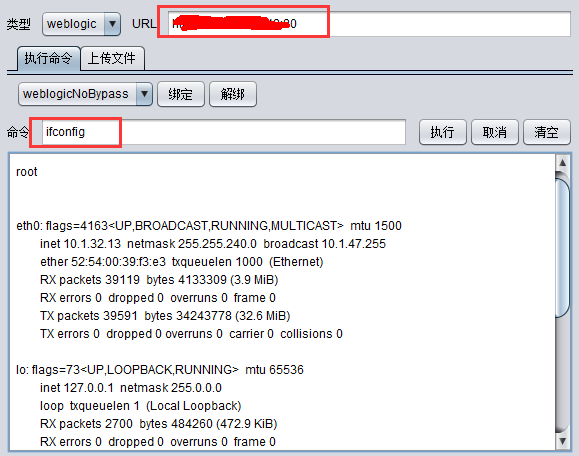 类型 weblogic URL
执行命令 上传文件
weblogicNoBypass 绑定 解绑
命令 ifconfig 执行 取消 清空
root
eth0: flags=4163<UP,BROADCAST,RUNNING,MULTICAST> mtu 1500
inet 10.1.32.13 netmask 255.255.240.0 broadcast 10.1.47.255
ether 52:54:00:39:f3:e3 txqueuelen 1000 (Ethernet)
RX packets 39119 bytes 4133309 (3.9 MiB)
RX errors 0 dropped 0 overruns 0 frame 0
TX packets 39591 bytes 34243778 (32.6 MiB)
TX errors 0 dropped 0 overruns 0 carrier 0 collisions 0
lo: flags=73<UP,LOOPBACK,RUNNING> mtu 65536
inet 127.0.0.1 netmask 255.0.0.0
loop txqueuelen 1 (Local Loopback)
RX packets 2700 bytes 484260 (472.9 KiB)
RX errors 0 dropped 0 overruns 0 frame 0